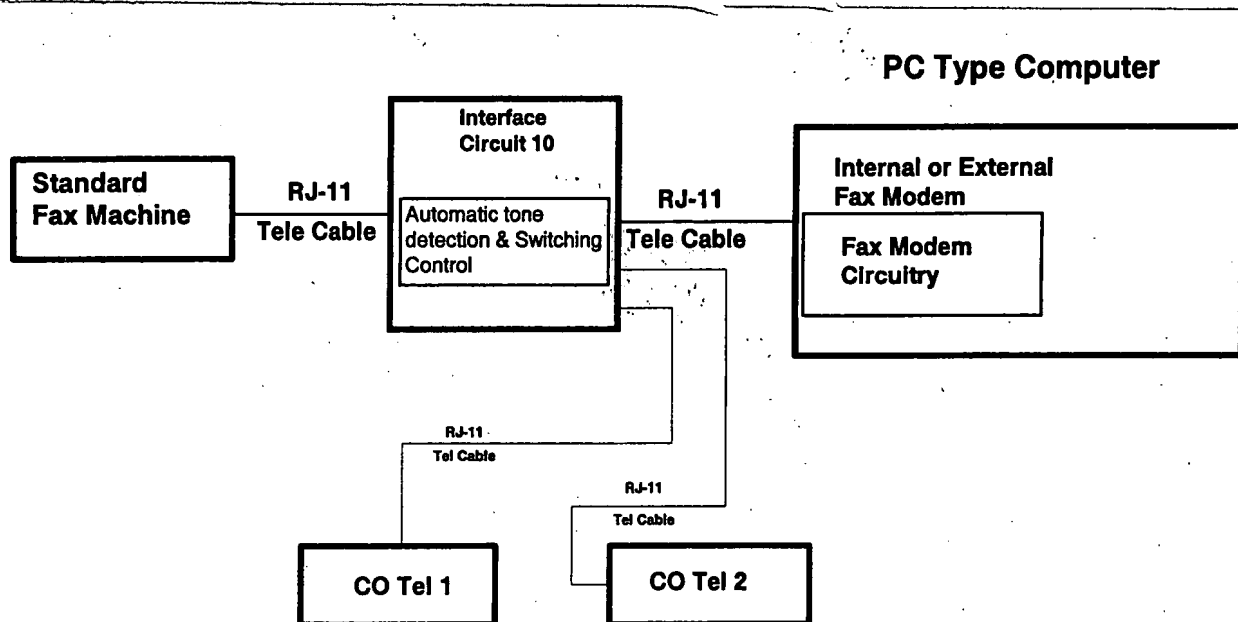 PC Type Computer
Interface
Circuit 10
Standard
Fax Machine
RJ-11
Tele Cable
Automatic tone
detection & Switching
Control
RJ-11
Tele Cable
Internal or External
Fax Modem
Fax Modem
Circuitry
RJ-11
Tel Cable
RJ-11
Tel Cable
CO Tel 1
CO Tel 2